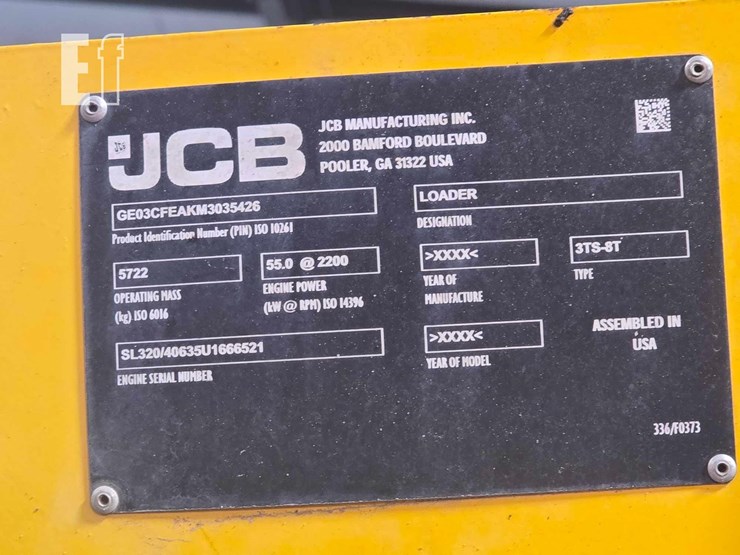 Ef
JCB
JCB MANUFACTURING INC.
2000 BAMFORD BOULEVARD
POOLER, GA 31322 USA
GE03CFEAKM3035426
Product Identification Number (PIN) ISO 10261
LOADER
DESIGNATION
5722
OPERATING MASS
(kg) ISO 6016
55.0 @ 2200
ENGINE POWER
(kW @ RPM) ISO 14396
>XXXX<
YEAR OF
MANUFACTURE
3TS-8T
TYPE
SL320/40635U1666521
ENGINE SERIAL NUMBER
>XXXX<
YEAR OF MODEL
ASSEMBLED IN
USA
336/F0373